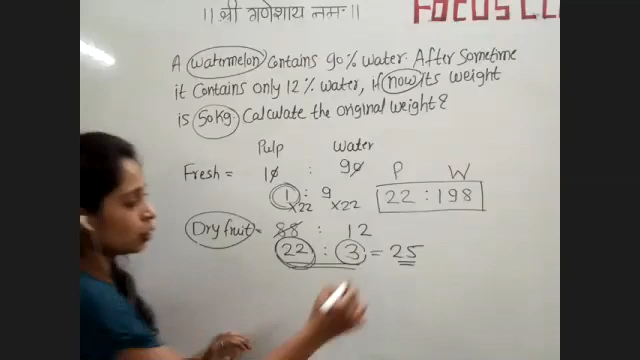 ।। श्री गणेशाय नमः ।।
FOCUS
A watermelon contains 90% water. After Sometime
it Contains only 12% water, If now its weight
is 50Kg. Calculate the original weight?
Pulp Water
Fresh = 10 : 90 P W
1 : 9 22 : 198
×22 ×22
Dry fruit = 88 : 12
22 : 3 = 25